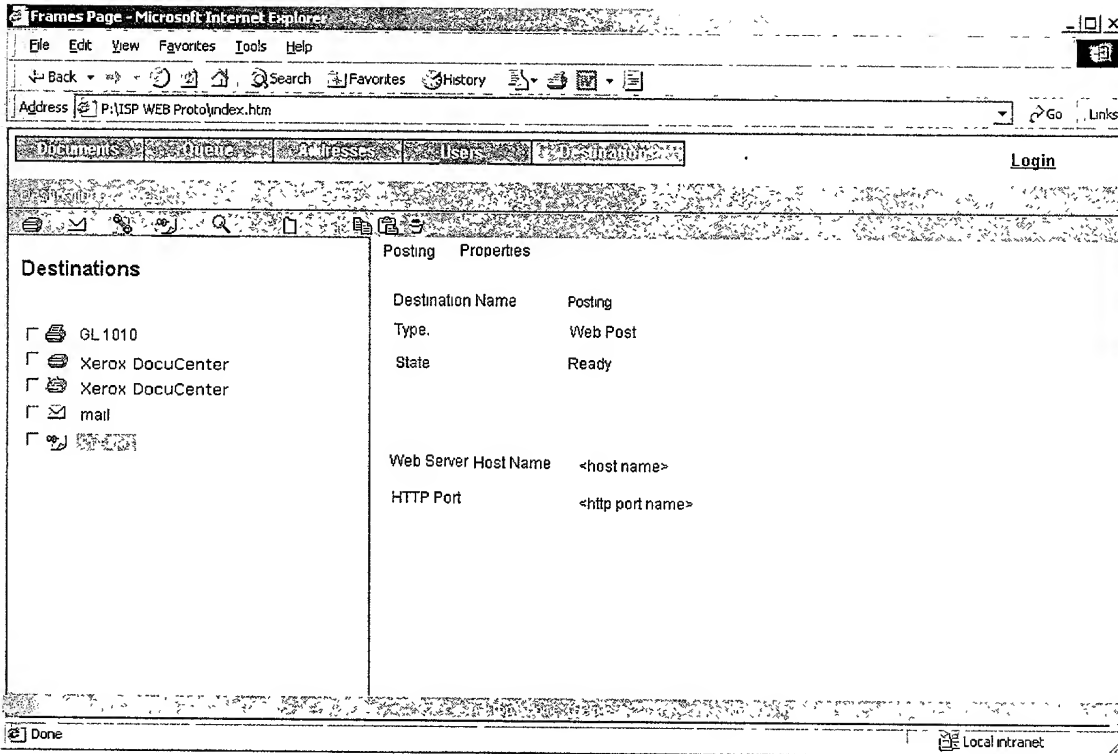 Frames Page - Microsoft Internet Explorer
File Edit View Favorites Tools Help
Back Search Favorites History
Address P:\ISP WEB Proto\index.htm Go Links
Documents Queue Addresses Users Destinations
Login
Destinations
GL1010
Xerox DocuCenter
Xerox DocuCenter
mail
Posting Properties
Destination Name Posting
Type. Web Post
State Ready
Web Server Host Name <host name>
HTTP Port <http port name>
Done Local intranet